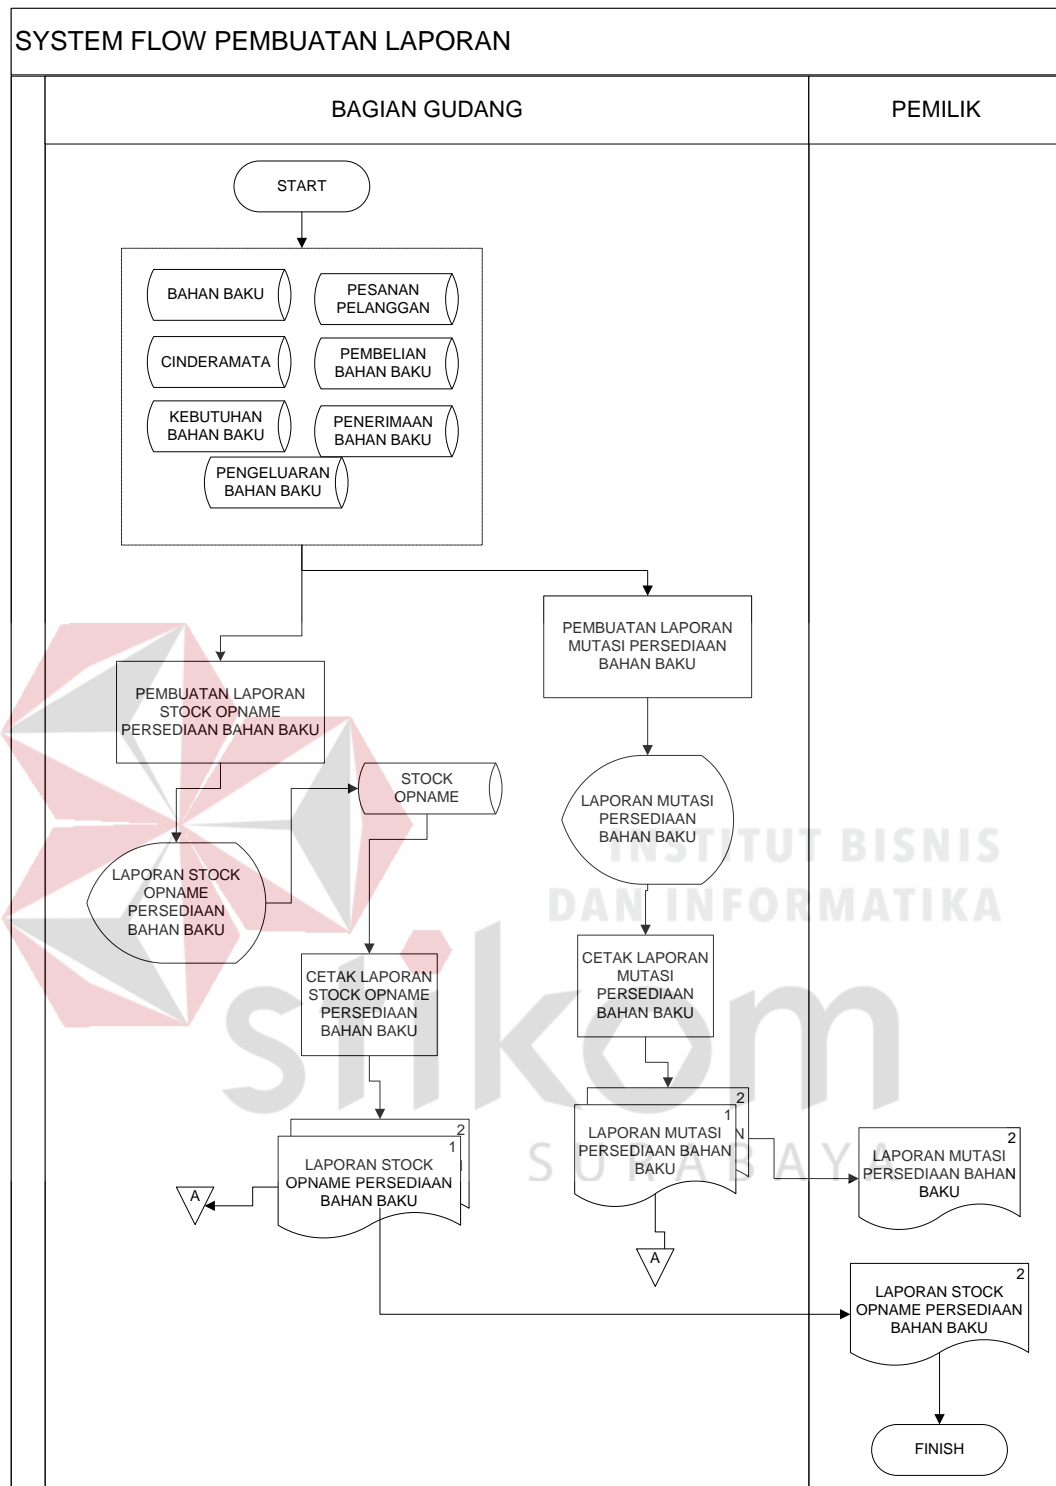 SYSTEM FLOW PEMBUATAN LAPORAN
BAGIAN GUDANG
PEMILIK
START
BAHAN BAKU
PESANAN
PELANGGAN
CINDERAMATA
PEMBELIAN
BAHAN BAKU
KEBUTUHAN
BAHAN BAKU
PENERIMAAN
BAHAN BAKU
PENGELUARAN
BAHAN BAKU
PEMBUATAN LAPORAN
MUTASI PERSEDIAAN
BAHAN BAKU
PEMBUATAN LAPORAN
STOCK OPNAME
PERSEDIAAN BAHAN BAKU
STOCK
OPNAME
LAPORAN MUTASI
PERSEDIAAN
BAHAN BAKU
LAPORAN STOCK
OPNAME
PERSEDIAAN
BAHAN BAKU
INSTITUT BISNIS
DAN INFORMATIKA
stikom
SURABAYA
CETAK LAPORAN
STOCK OPNAME
PERSEDIAAN
BAHAN BAKU
CETAK LAPORAN
MUTASI
PERSEDIAAN
BAHAN BAKU
2
1
LAPORAN STOCK
OPNAME PERSEDIAAN
BAHAN BAKU
A
2
1
N
LAPORAN MUTASI
PERSEDIAAN BAHAN
BAKU
A
2
LAPORAN MUTASI
PERSEDIAAN BAHAN
BAKU
2
LAPORAN STOCK
OPNAME PERSEDIAAN
BAHAN BAKU
FINISH